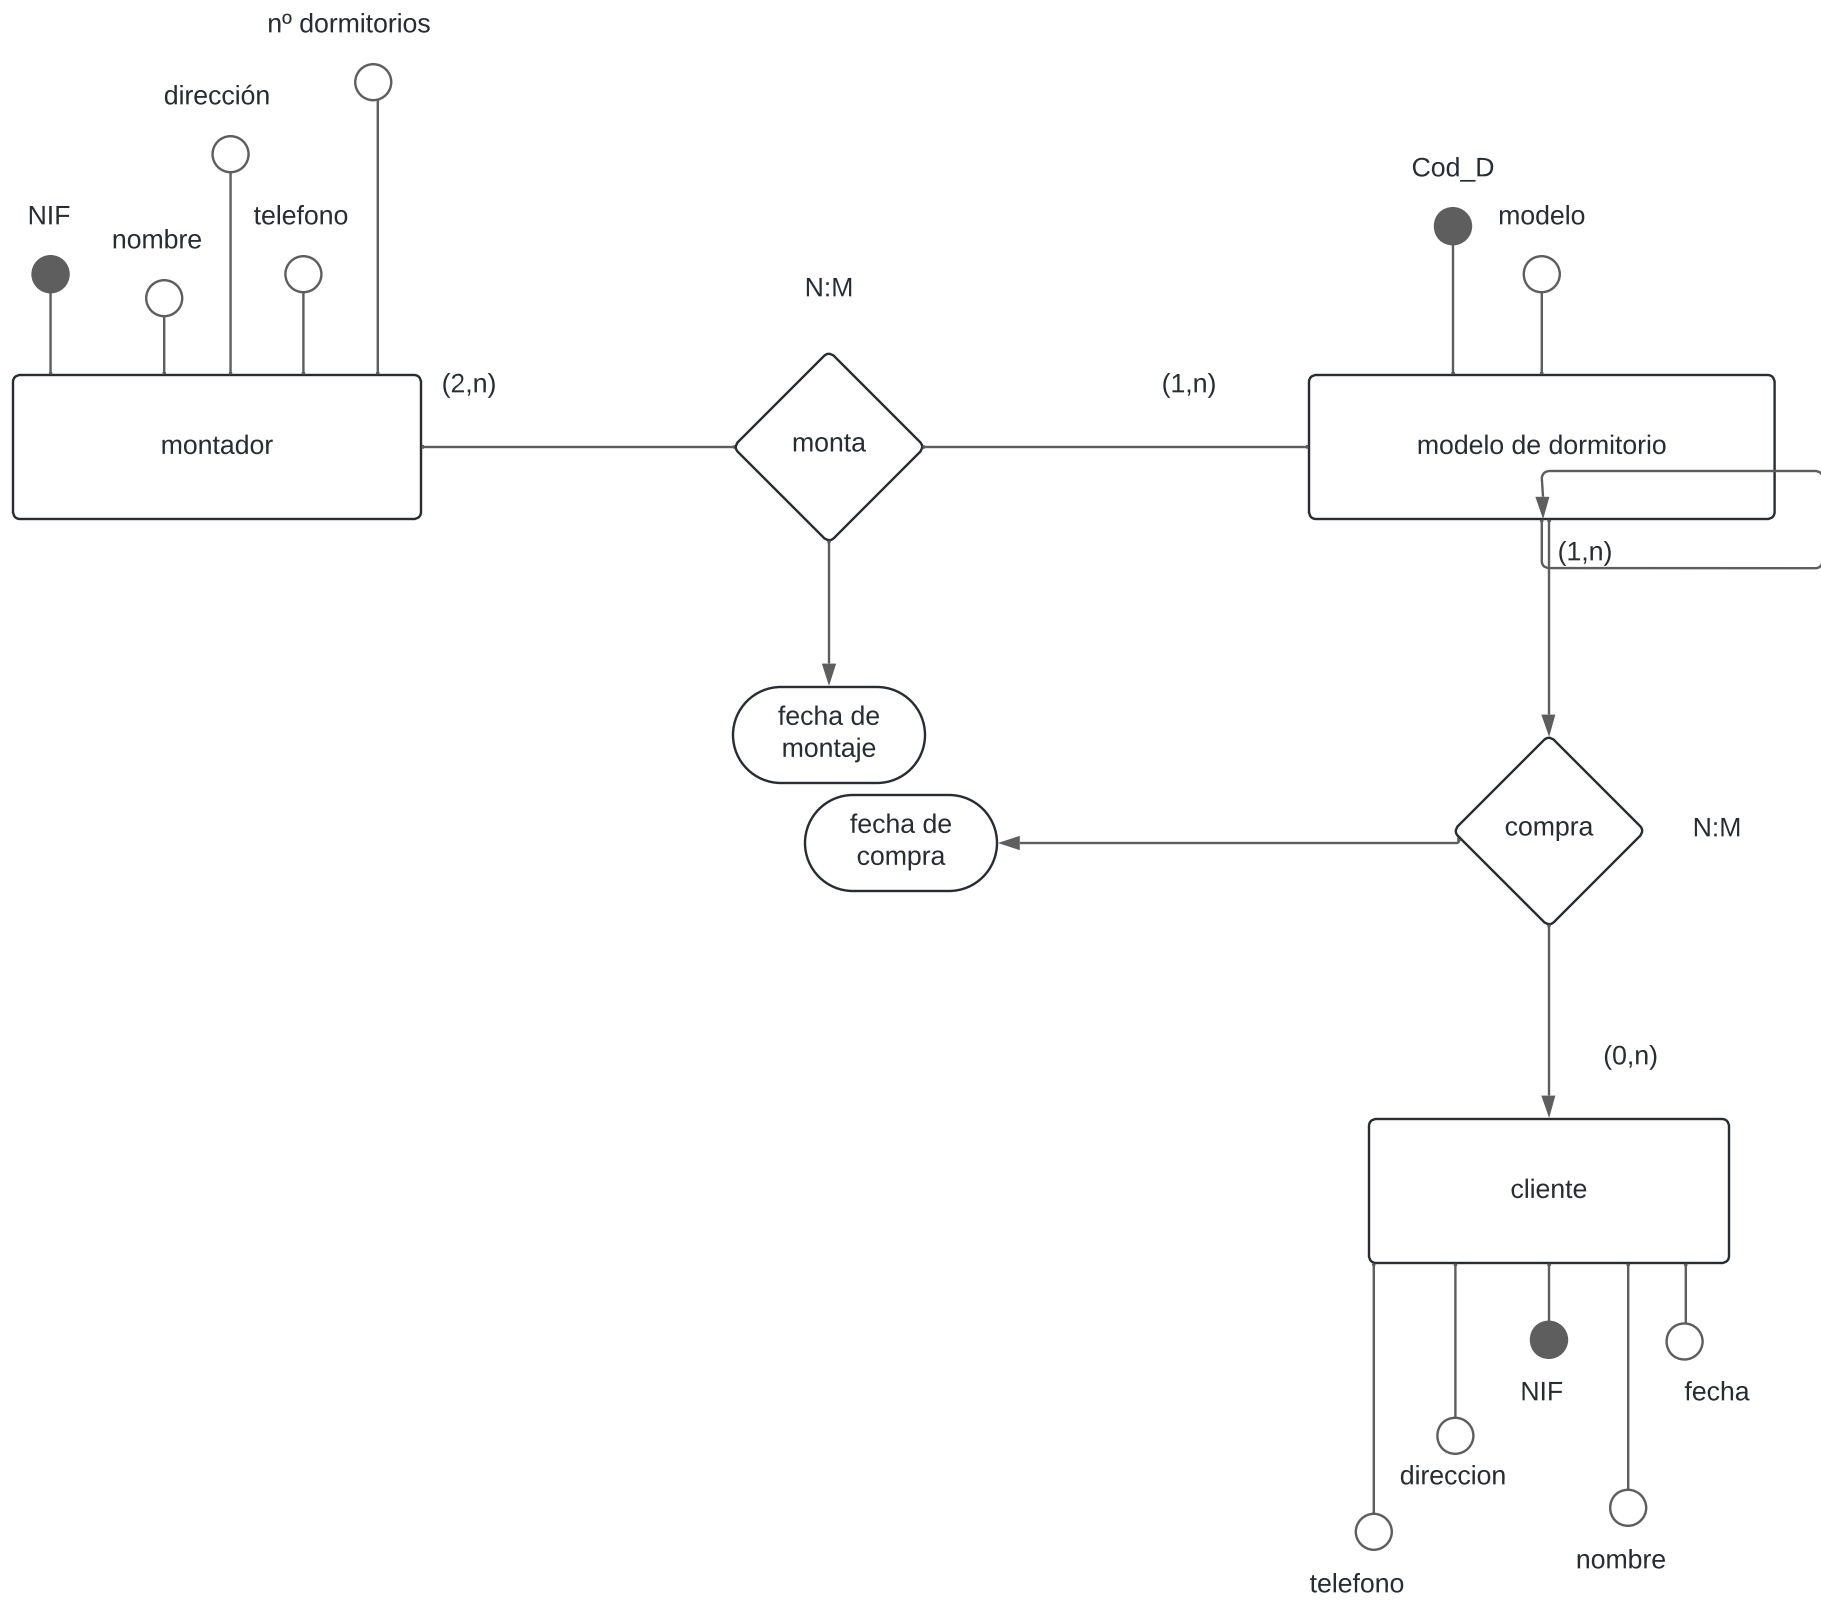 nº dormitorios
dirección
Cod_D
NIF
nombre
telefono
modelo
N:M
(2,n)
(1,n)
montador
monta
modelo de dormitorio
(1,n)
fecha de
montaje
fecha de
compra
compra
N:M
(0,n)
cliente
NIF
fecha
direccion
nombre
telefono